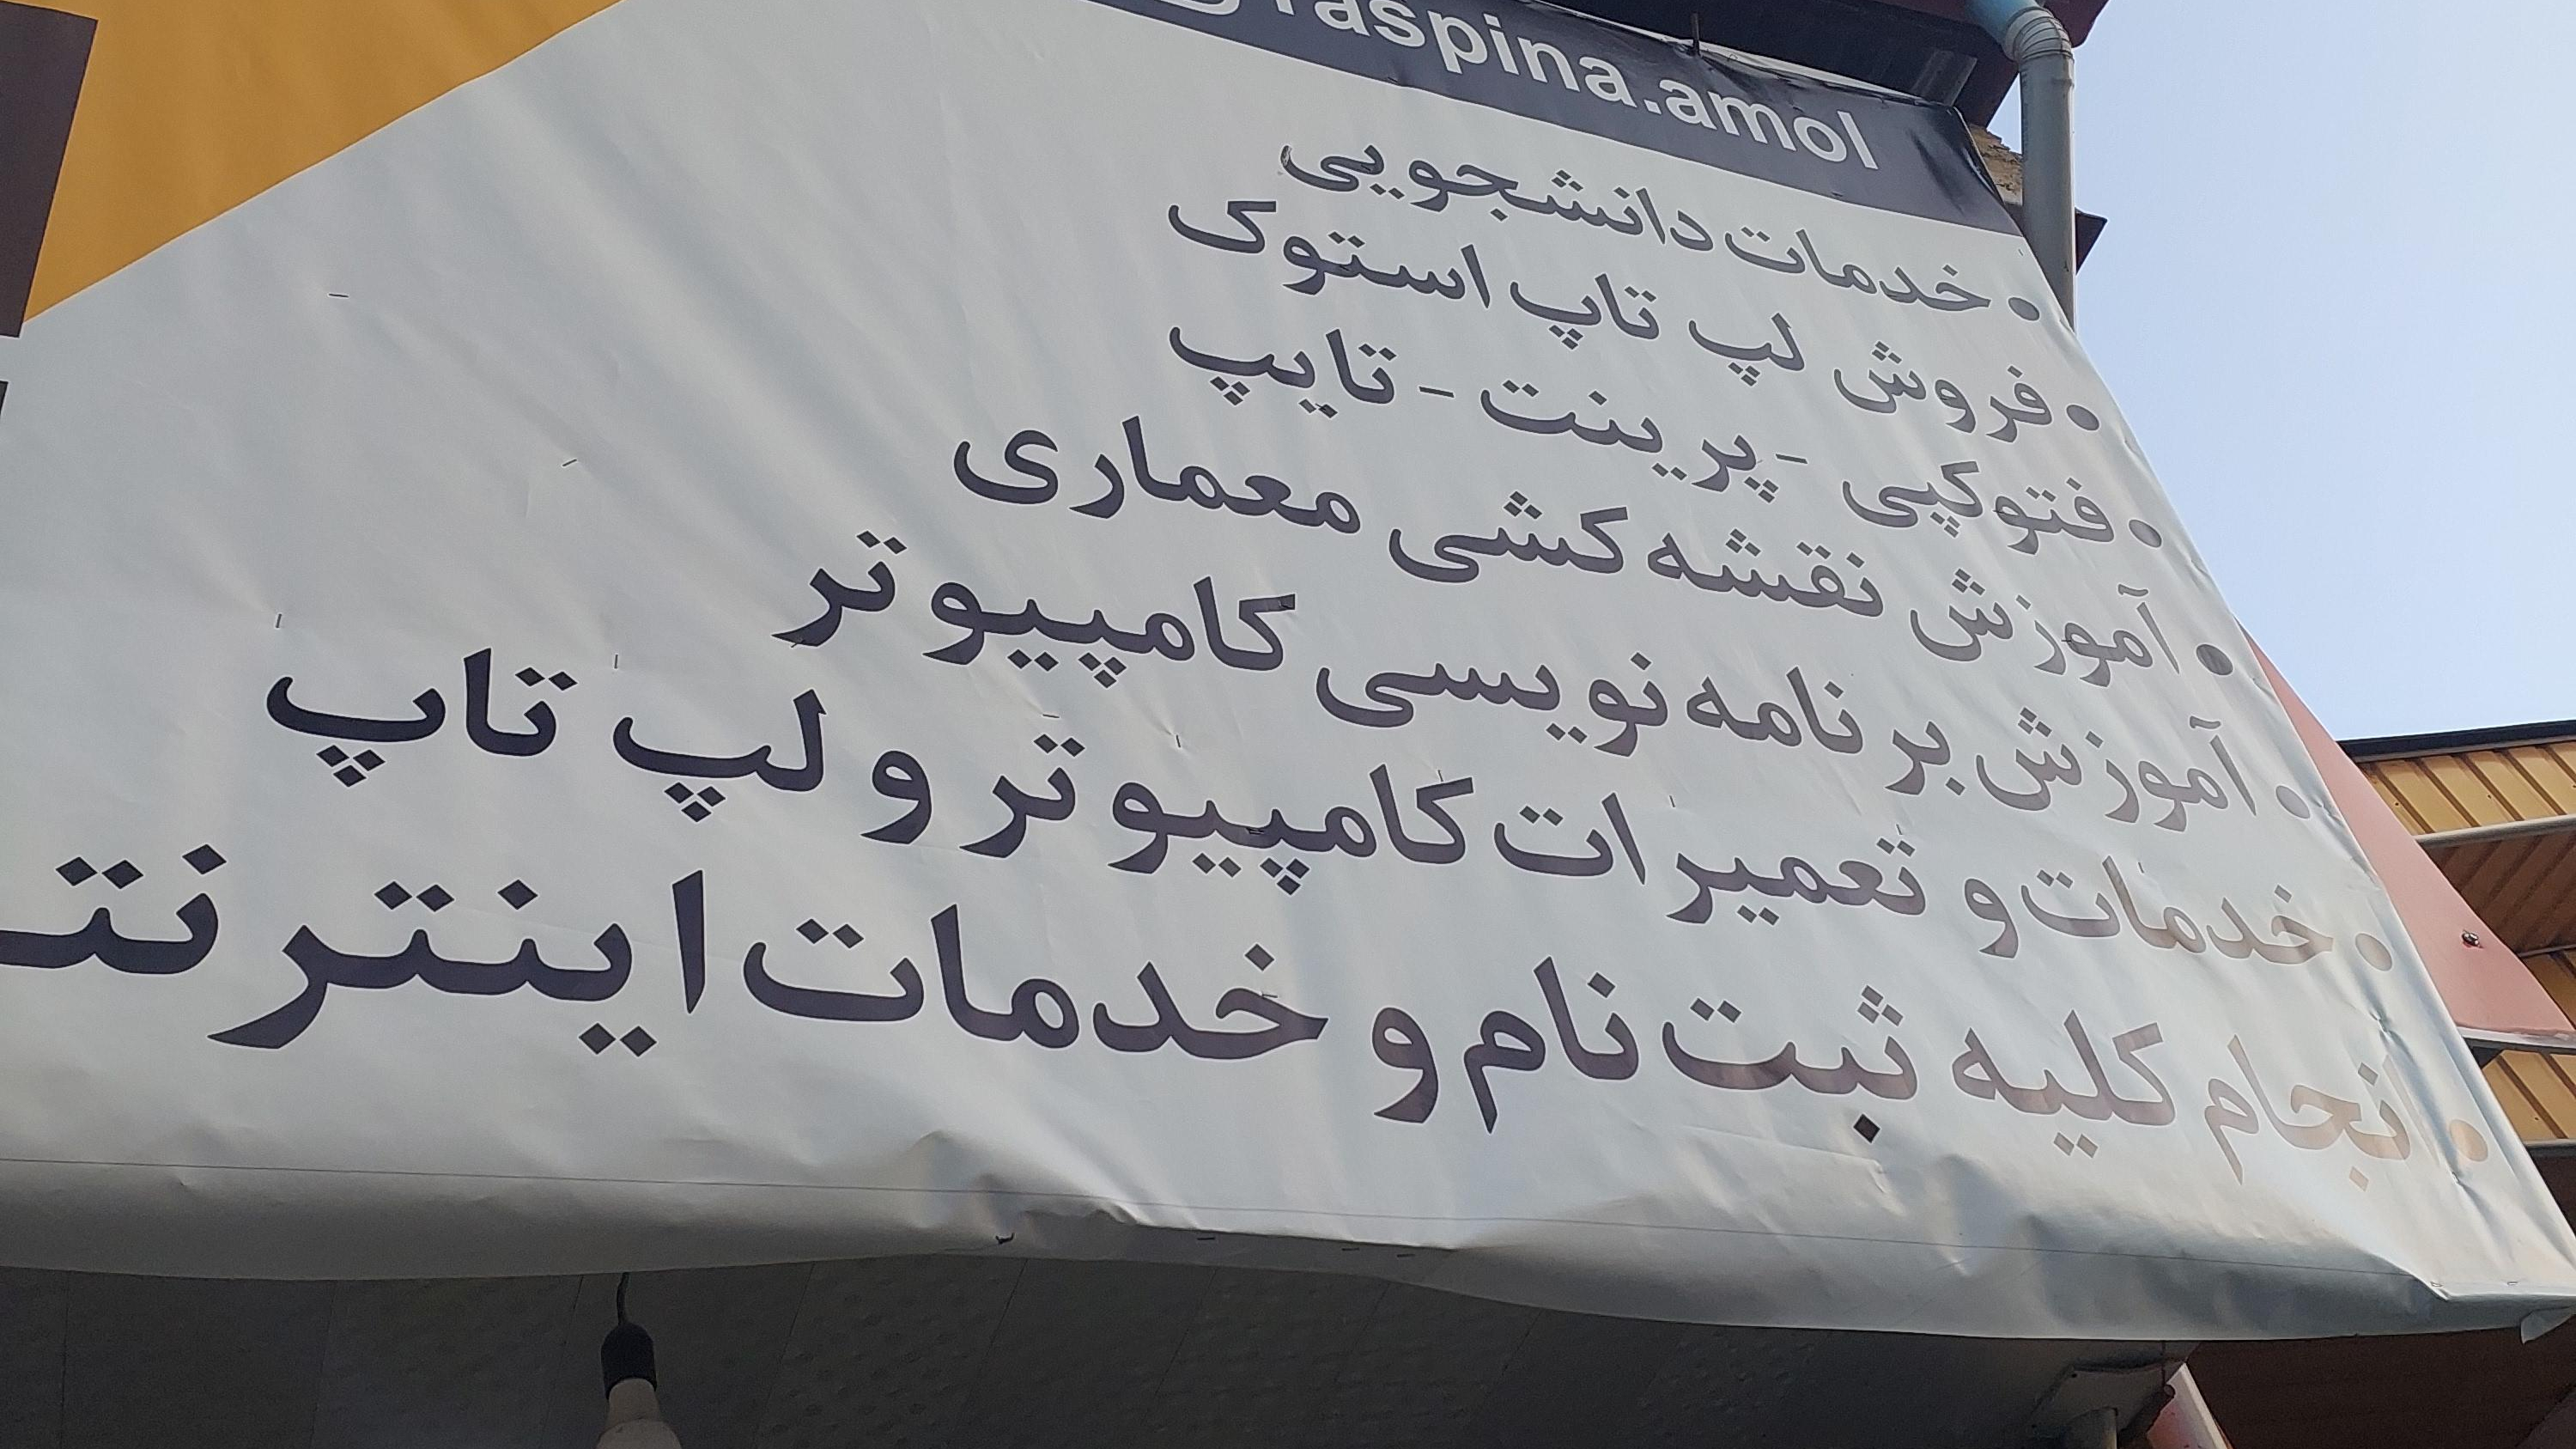 raspina.amol
• خدمات دانشجویی
• فروش لپ تاپ استوک
• فتوکپی - پرینت - تایپ
• آموزش نقشه کشی معماری
• آموزش برنامه نویسی کامپیوتر
• خدمات و تعمیرات کامپیوتر و لپ تاپ
• انجام کلیه ثبت نام و خدمات اینترنت